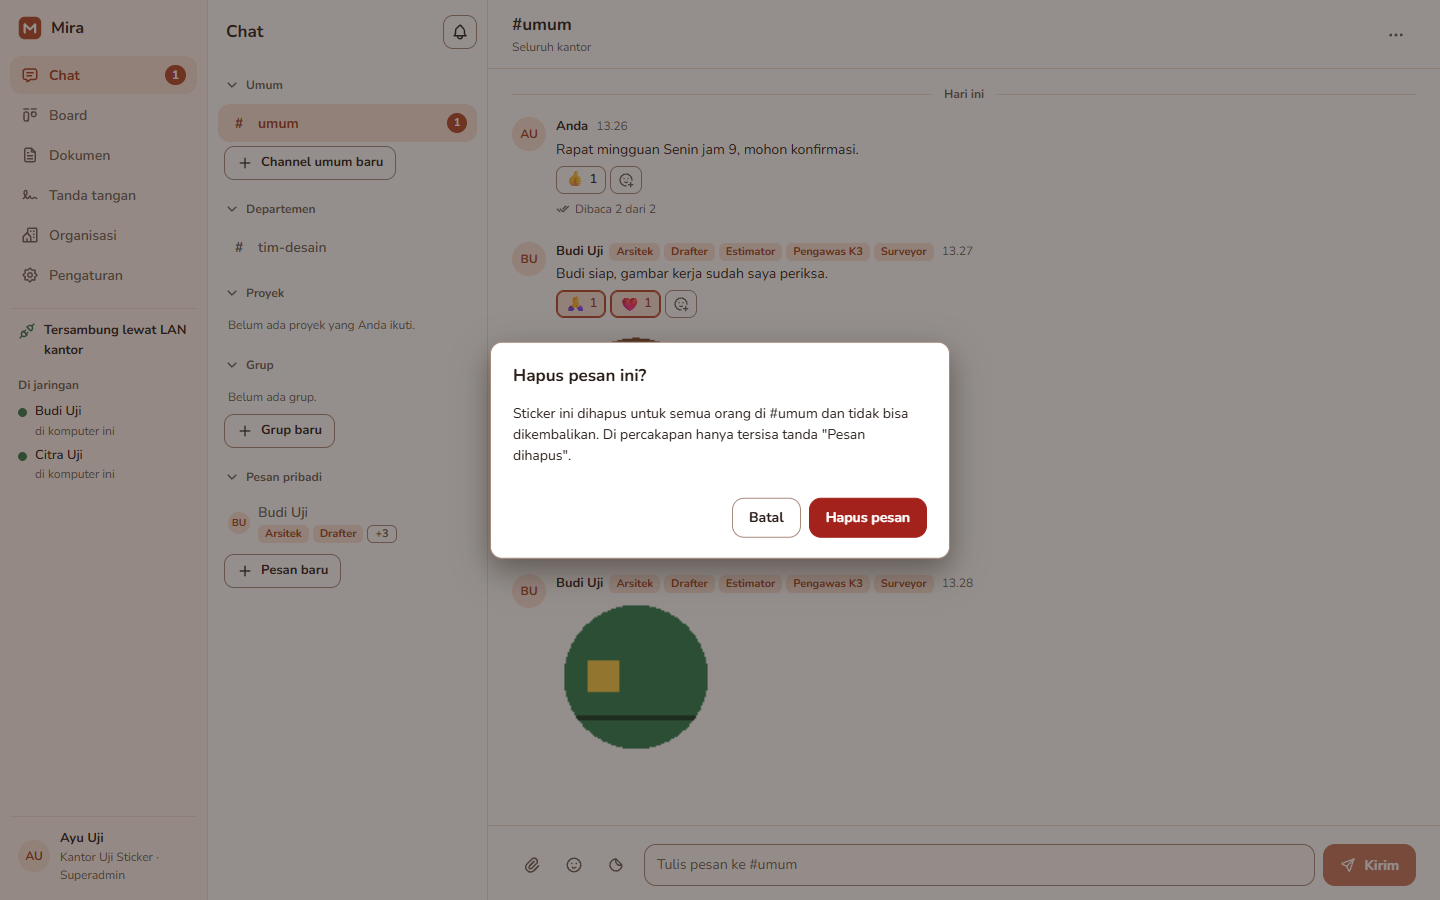 Mira
Chat
1
Board
Dokumen
Tanda tangan
Organisasi
Pengaturan
Tersambung lewat LAN
kantor
Di jaringan
Budi Uji
di komputer ini
Citra Uji
di komputer ini
AU
Ayu Uji
Kantor Uji Sticker ·
Superadmin
Chat
Umum
# umum
1
Channel umum baru
Departemen
# tim-desain
Proyek
Belum ada proyek yang Anda ikuti.
Grup
Belum ada grup.
Grup baru
Pesan pribadi
BU
Budi Uji
Arsitek Drafter +3
Pesan baru
#umum
Seluruh kantor
Hari ini
AU
Anda 13.26
Rapat mingguan Senin jam 9, mohon konfirmasi.
1
Dibaca 2 dari 2
BU
Budi Uji Arsitek Drafter Estimator Pengawas K3 Surveyor 13.27
Budi siap, gambar kerja sudah saya periksa.
1 1
Hapus pesan ini?
Sticker ini dihapus untuk semua orang di #umum dan tidak bisa
dikembalikan. Di percakapan hanya tersisa tanda "Pesan
dihapus".
Batal Hapus pesan
BU
Budi Uji Arsitek Drafter Estimator Pengawas K3 Surveyor 13.28
Tulis pesan ke #umum
Kirim